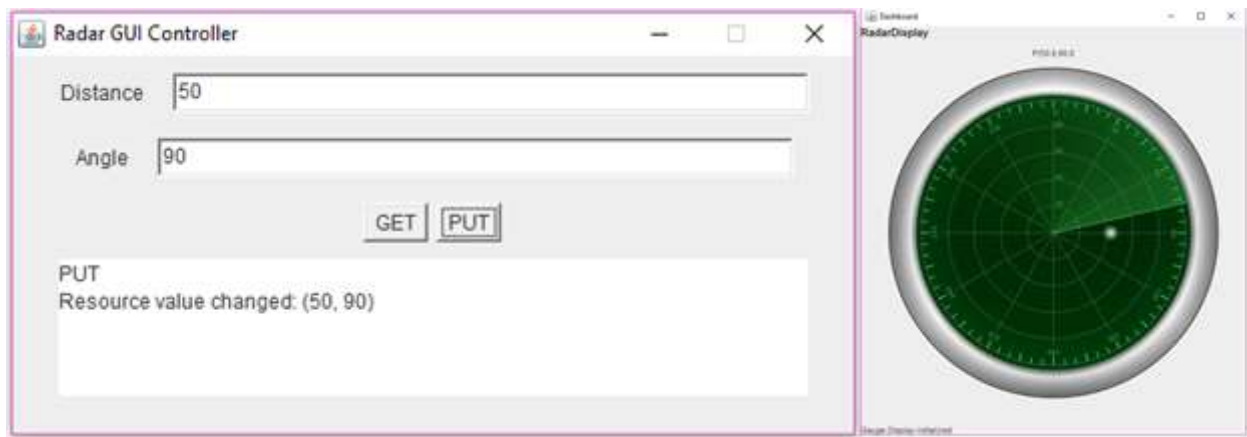 Radar GUI Controller
Distance 50
Angle 90
GET PUT
PUT
Resource value changed: (50, 90)
Dashboard
RadarDisplay